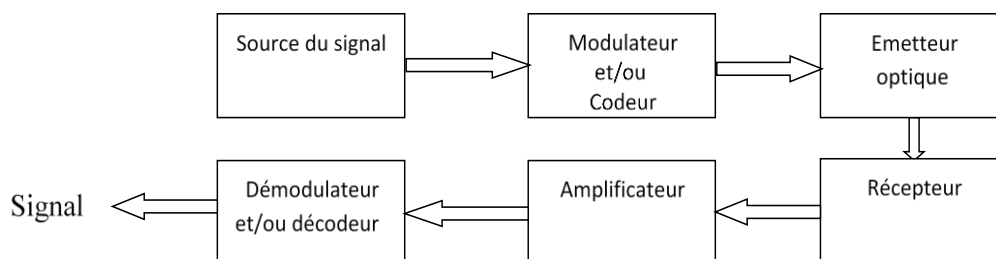 Source du signal
Modulateur
et/ou
Codeur
Emetteur
optique
Récepteur
Amplificateur
Démodulateur
et/ou décodeur
Signal